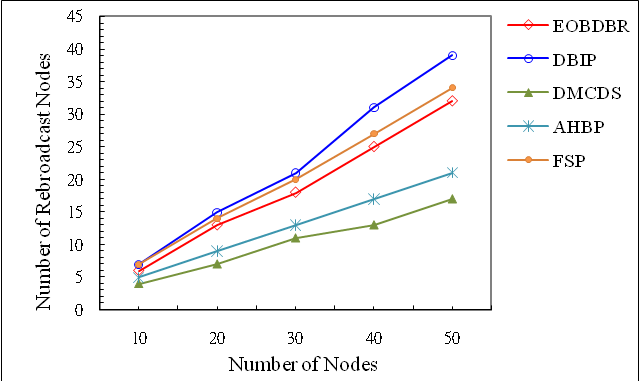 45
40
35
30
25
20
15
10
5
0
Number of Rebroadcast Nodes
10 20 30 40 50
Number of Nodes
EOBDBR
DBIP
DMCDS
AHBP
FSP